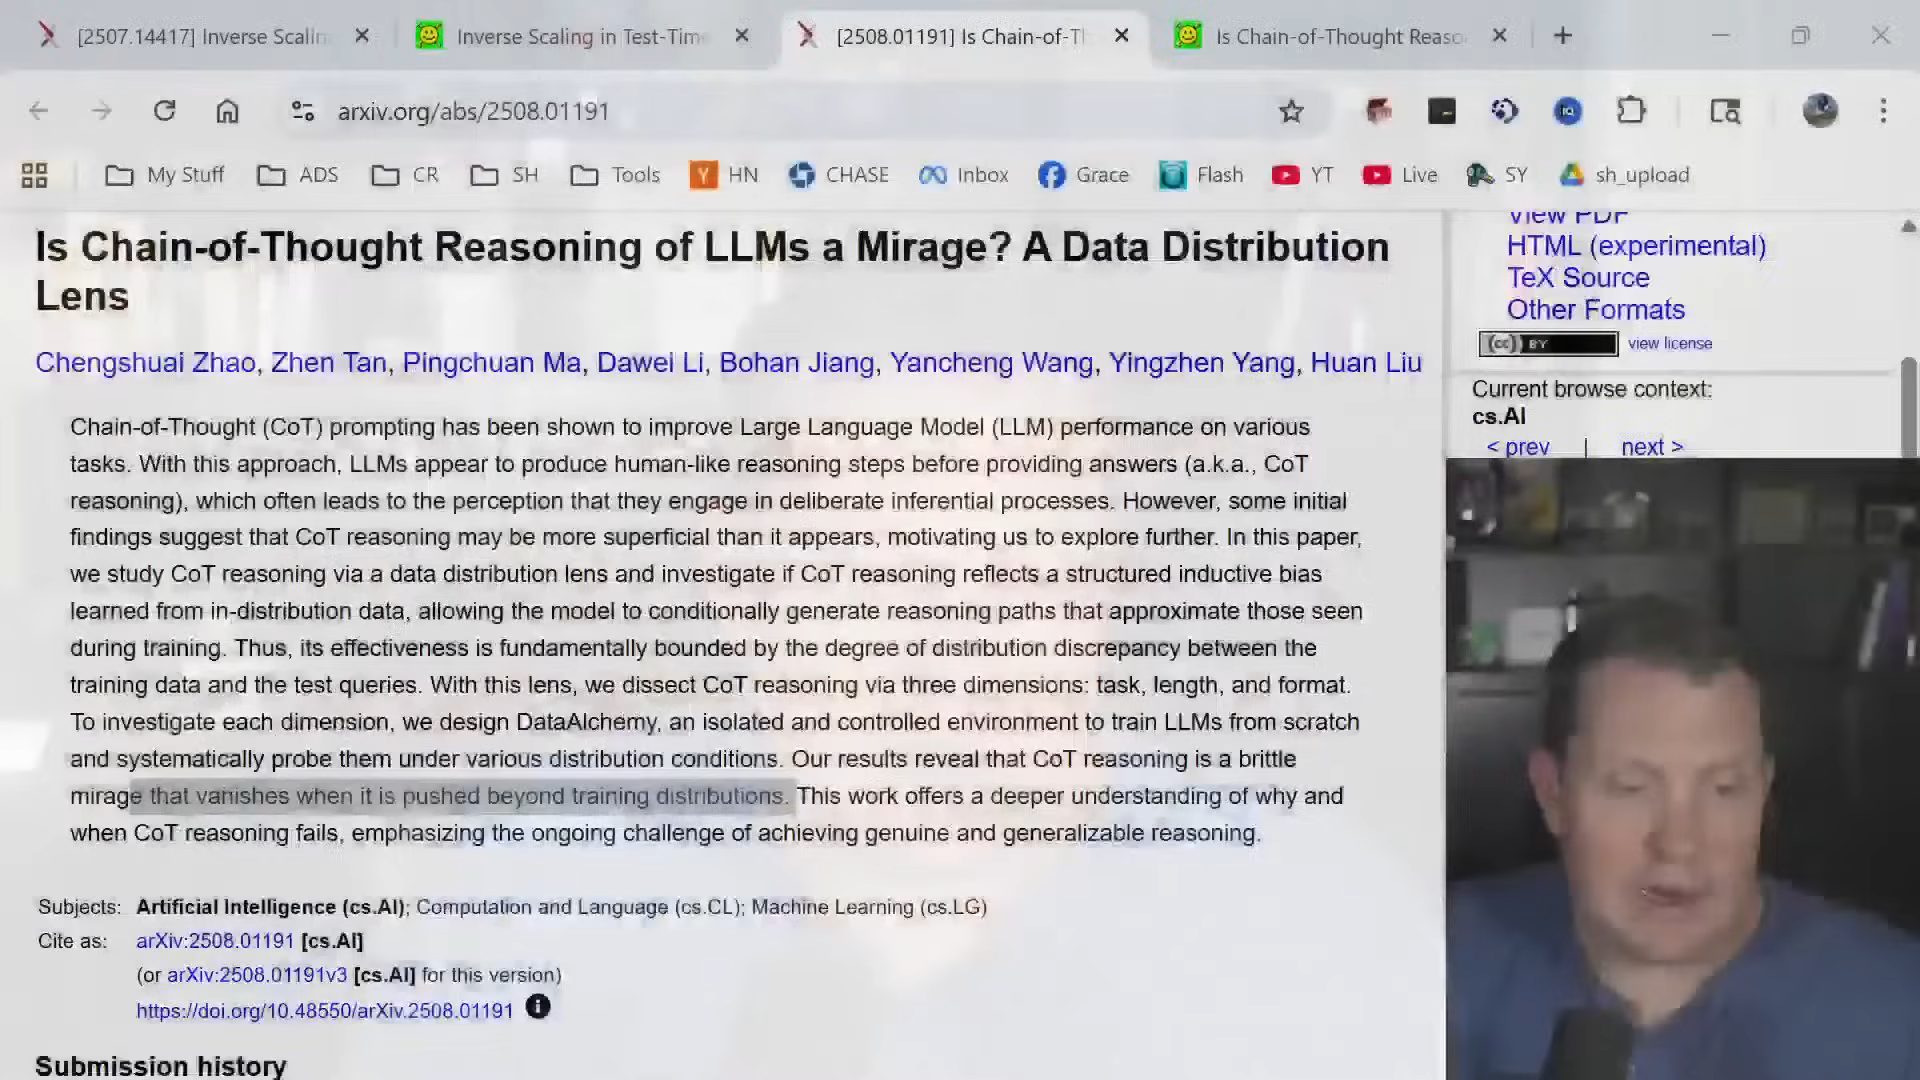 [2507.14417] Inverse Scalin
Inverse Scaling in Test-Time
[2508.01191] Is Chain-of-Th
Is Chain-of-Thought Reaso
arxiv.org/abs/2508.01191
My Stuff
ADS
CR
SH
Tools
HN
CHASE
Inbox
Grace
Flash
YT
Live
SY
sh_upload
Is Chain-of-Thought Reasoning of LLMs a Mirage? A Data Distribution
Lens
Chengshuai Zhao, Zhen Tan, Pingchuan Ma, Dawei Li, Bohan Jiang, Yancheng Wang, Yingzhen Yang, Huan Liu
Chain-of-Thought (CoT) prompting has been shown to improve Large Language Model (LLM) performance on various
tasks. With this approach, LLMs appear to produce human-like reasoning steps before providing answers (a.k.a., CoT
reasoning), which often leads to the perception that they engage in deliberate inferential processes. However, some initial
findings suggest that CoT reasoning may be more superficial than it appears, motivating us to explore further. In this paper,
we study CoT reasoning via a data distribution lens and investigate if CoT reasoning reflects a structured inductive bias
learned from in-distribution data, allowing the model to conditionally generate reasoning paths that approximate those seen
during training. Thus, its effectiveness is fundamentally bounded by the degree of distribution discrepancy between the
training data and the test queries. With this lens, we dissect CoT reasoning via three dimensions: task, length, and format.
To investigate each dimension, we design DataAlchemy, an isolated and controlled environment to train LLMs from scratch
and systematically probe them under various distribution conditions. Our results reveal that CoT reasoning is a brittle
mirage that vanishes when it is pushed beyond training distributions. This work offers a deeper understanding of why and
when CoT reasoning fails, emphasizing the ongoing challenge of achieving genuine and generalizable reasoning.
Subjects: Artificial Intelligence (cs.AI); Computation and Language (cs.CL); Machine Learning (cs.LG)
Cite as: arXiv:2508.01191 [cs.AI]
(or arXiv:2508.01191v3 [cs.AI] for this version)
https://doi.org/10.48550/arXiv.2508.01191
Submission history
View PDF
HTML (experimental)
TeX Source
Other Formats
(cc) BY view license
Current browse context:
cs.AI
< prev | next >